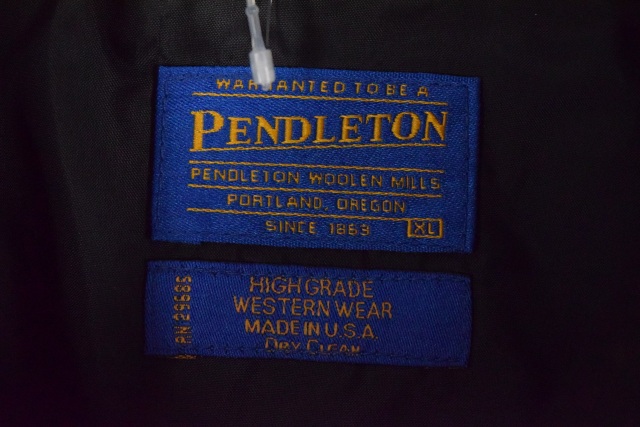 WARRANTED TO BE A
PENDLETON
PENDLETON WOOLEN MILLS
PORTLAND, OREGON
SINCE 1863 XL
HIGH GRADE
WESTERN WEAR
MADE IN U.S.A.
DRY CLEAN
RN 29685